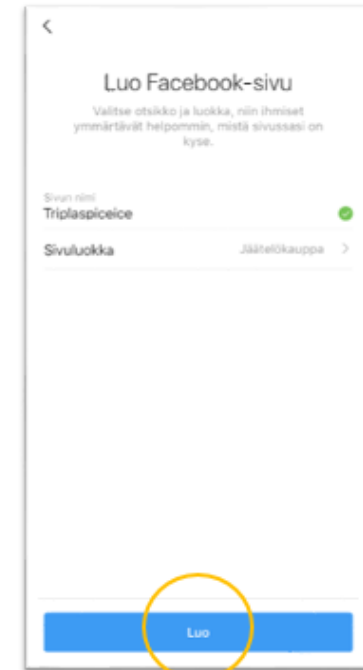 Luo Facebook-sivu
Valitse otsikko ja luokka, niin ihmiset
ymmärtävät helpommin, mistä sivussasi on
kyse.
Sivun nimi
Triplaspiceice
Sivuluokka Jäätelökauppa
Luo